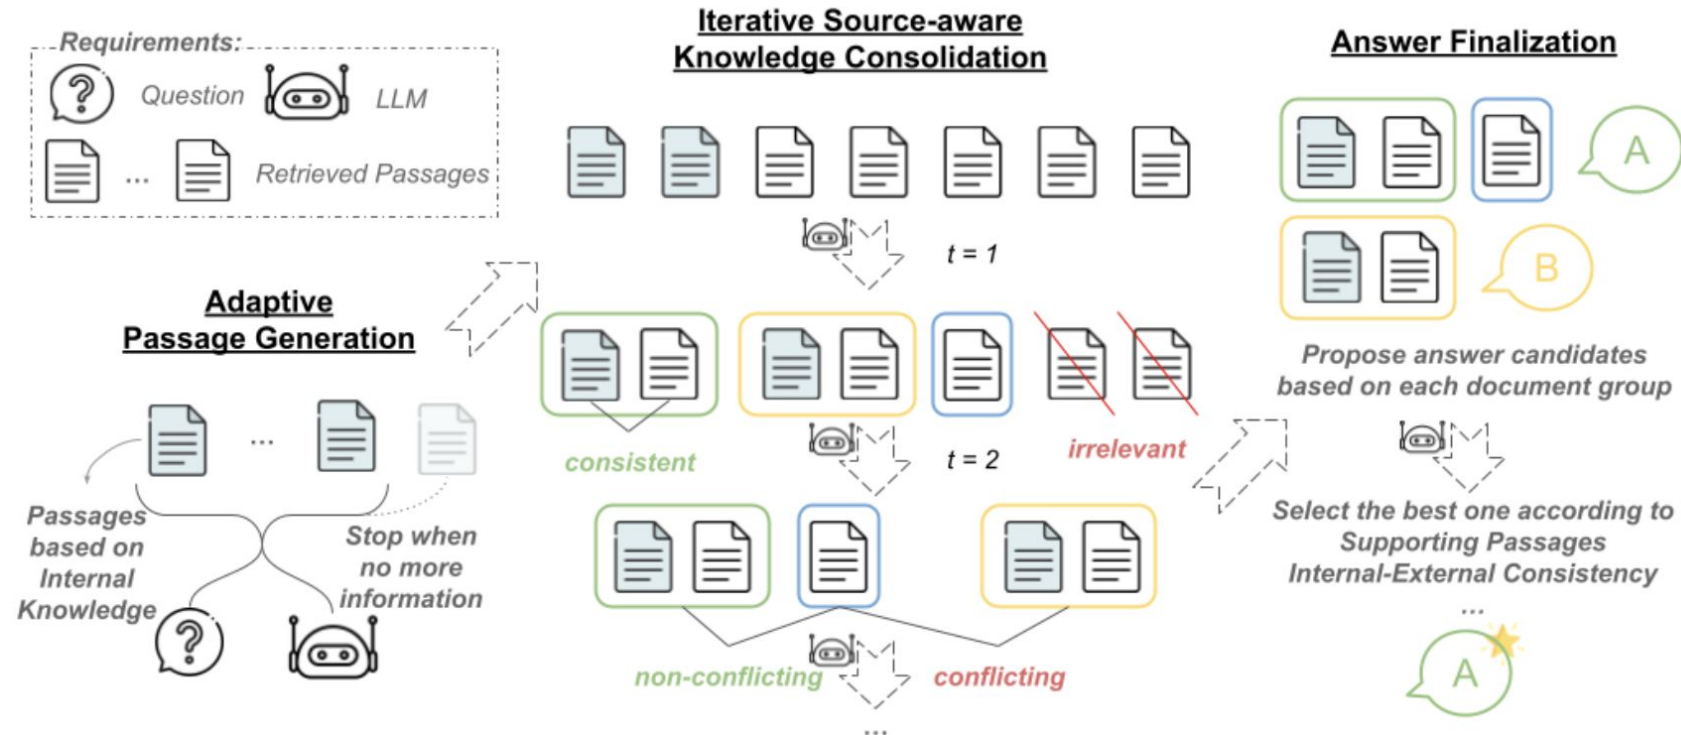 Requirements:
Question
LLM
...
Retrieved Passages
Adaptive
Passage Generation
...
Passages
based on
Internal
Knowledge
Stop when
no more
information
Iterative Source-aware
Knowledge Consolidation
t = 1
consistent
t = 2
irrelevant
non-conflicting
conflicting
...
Answer Finalization
A
B
Propose answer candidates
based on each document group
Select the best one according to
Supporting Passages
Internal-External Consistency
...
A